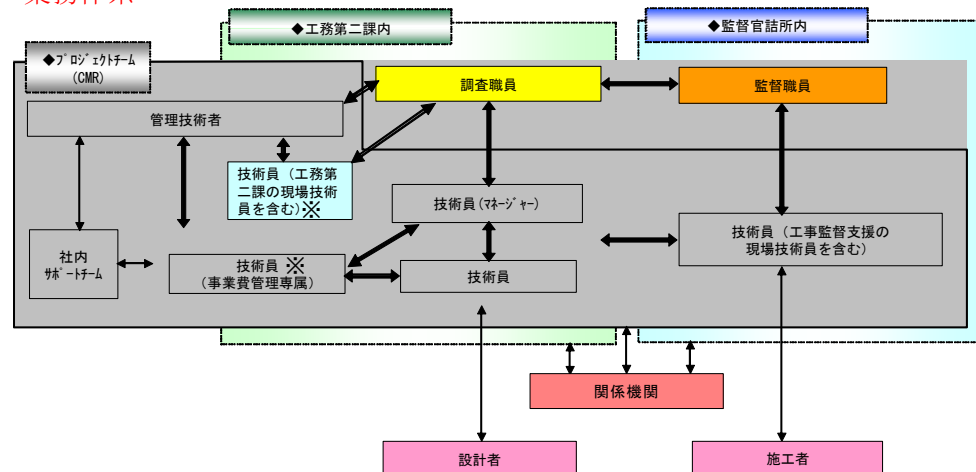 ◆工務第二課内
◆監督官詰所内
◆ﾌﾟﾛｼﾞｪｸﾄﾁｰﾑ
(CMR)
調査職員
監督職員
管理技術者
技術員（工務第
二課の現場技術
員を含む）※
技術員(ﾏﾈｰｼﾞｬｰ)
技術員（工事監督支援の
現場技術員を含む）
社内
ｻﾎﾟｰﾄﾁｰﾑ
技術員 ※
（事業費管理専属）
技術員
関係機関
設計者
施工者